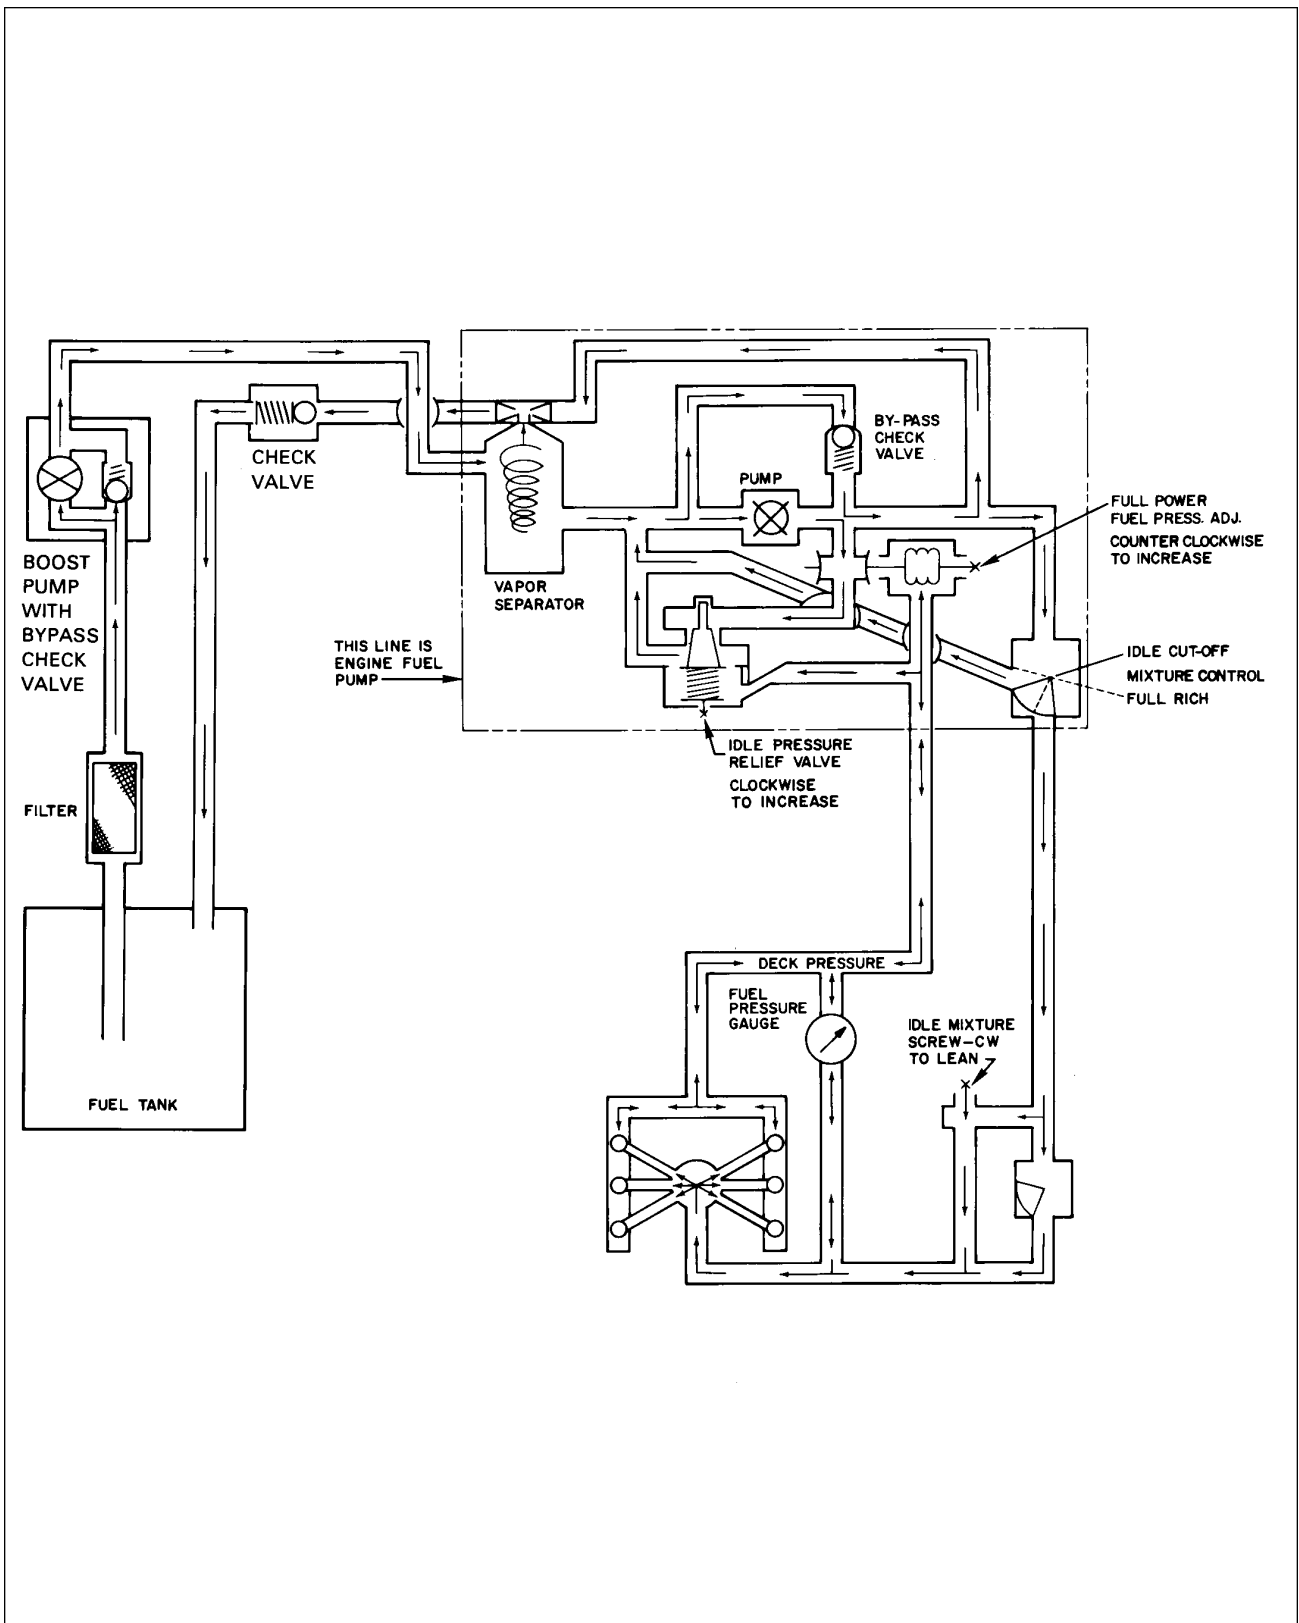 BY-PASS
CHECK
VALVE
CHECK
VALVE
PUMP
FULL POWER
FUEL PRESS. ADJ.
COUNTER CLOCKWISE
TO INCREASE
BOOST
PUMP
WITH
BYPASS
CHECK
VALVE
VAPOR
SEPARATOR
THIS LINE IS
ENGINE FUEL
PUMP
IDLE CUT-OFF
MIXTURE CONTROL
FULL RICH
IDLE PRESSURE
RELIEF VALVE
CLOCKWISE
TO INCREASE
FILTER
DECK PRESSURE
FUEL
PRESSURE
GAUGE
IDLE MIXTURE
SCREW-CW
TO LEAN
FUEL TANK